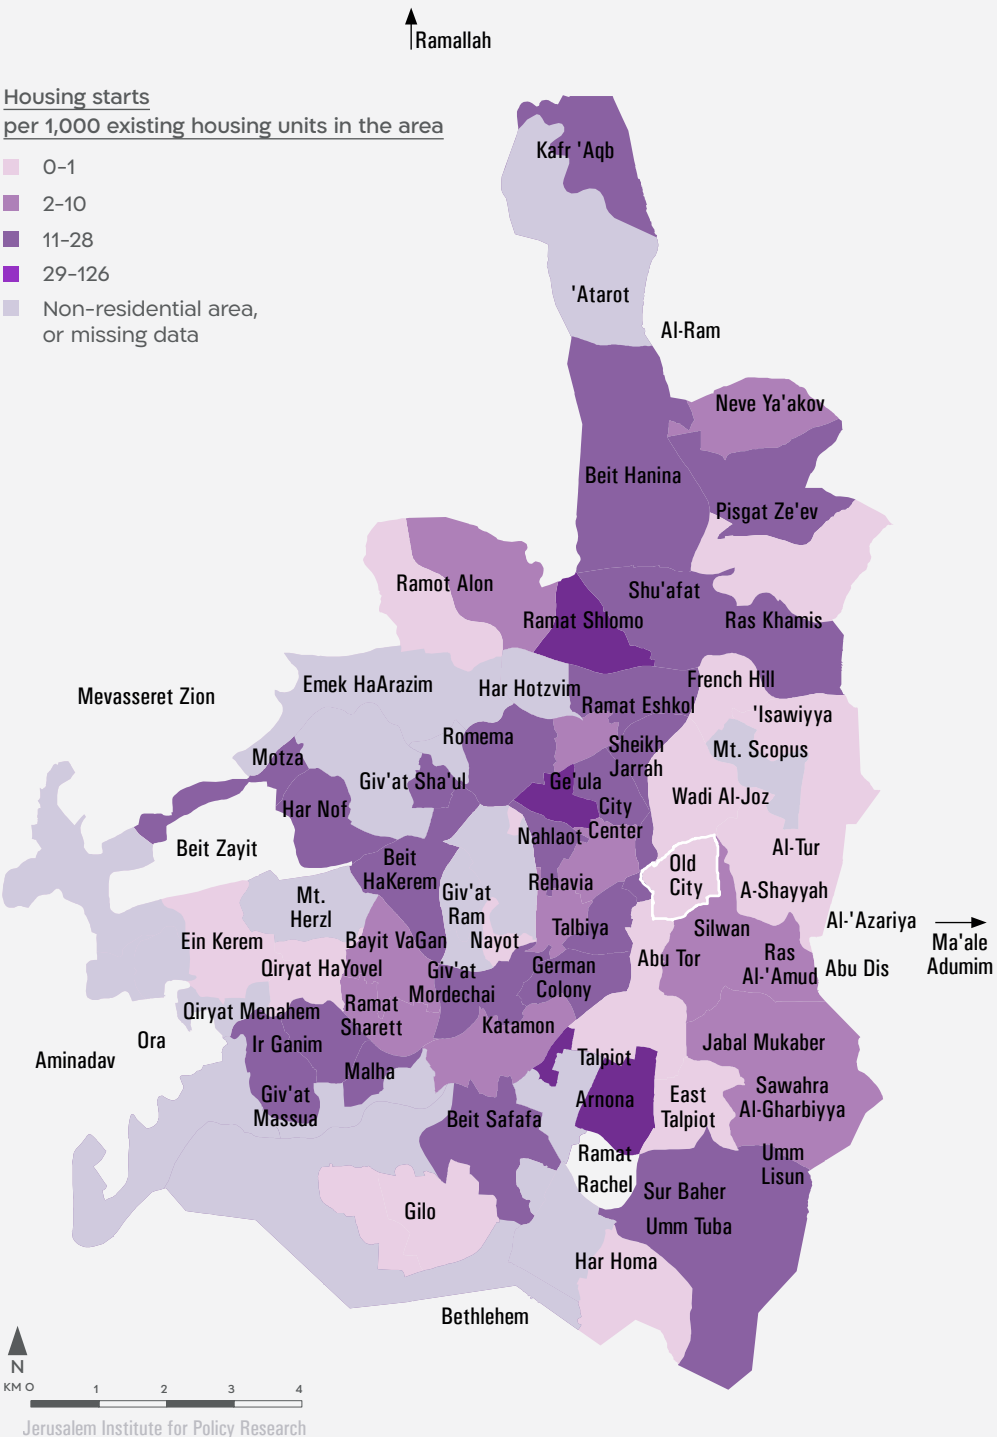 Ramallah
Housing starts
per 1,000 existing housing units in the area
0-1
2-10
11-28
29-126
Non-residential area,
or missing data
Kafr 'Aqb
'Atarot
Al-Ram
Neve Ya'akov
Beit Hanina
Pisgat Ze'ev
Ramot Alon
Shu'afat
Ramat Shlomo
Ras Khamis
French Hill
Emek HaArazim
Har Hotzvim
Mevasseret Zion
Ramat Eshkol
'Isawiyya
Romema
Sheikh
Jarrah
Mt. Scopus
Motza
Giv'at Sha'ul
Ge'ula
Wadi Al-Joz
Har Nof
City
Center
Nahlaot
Beit Zayit
Al-Tur
Beit
HaKerem
Old
City
Rehavia
A-Shayyah
Mt.
Herzl
Giv'at
Ram
Al-'Azariya
Talbiya
Silwan
Ma'ale
Adumim
Ein Kerem
Bayit VaGan
Nayot
Abu Tor
Ras
Al-'Amud
Abu Dis
Qiryat HaYovel
Giv'at
Mordechai
German
Colony
Qiryat Menahem
Ramat
Sharett
Katamon
Ora
Ir Ganim
Jabal Mukaber
Aminadav
Malha
Talpiot
Giv'at
Massua
Arnona
East
Talpiot
Sawahra
Al-Gharbiyya
Beit Safafa
Ramat
Rachel
Umm
Lisun
Sur Baher
Gilo
Umm Tuba
Har Homa
Bethlehem
N
KM 0 1 2 3 4
Jerusalem Institute for Policy Research